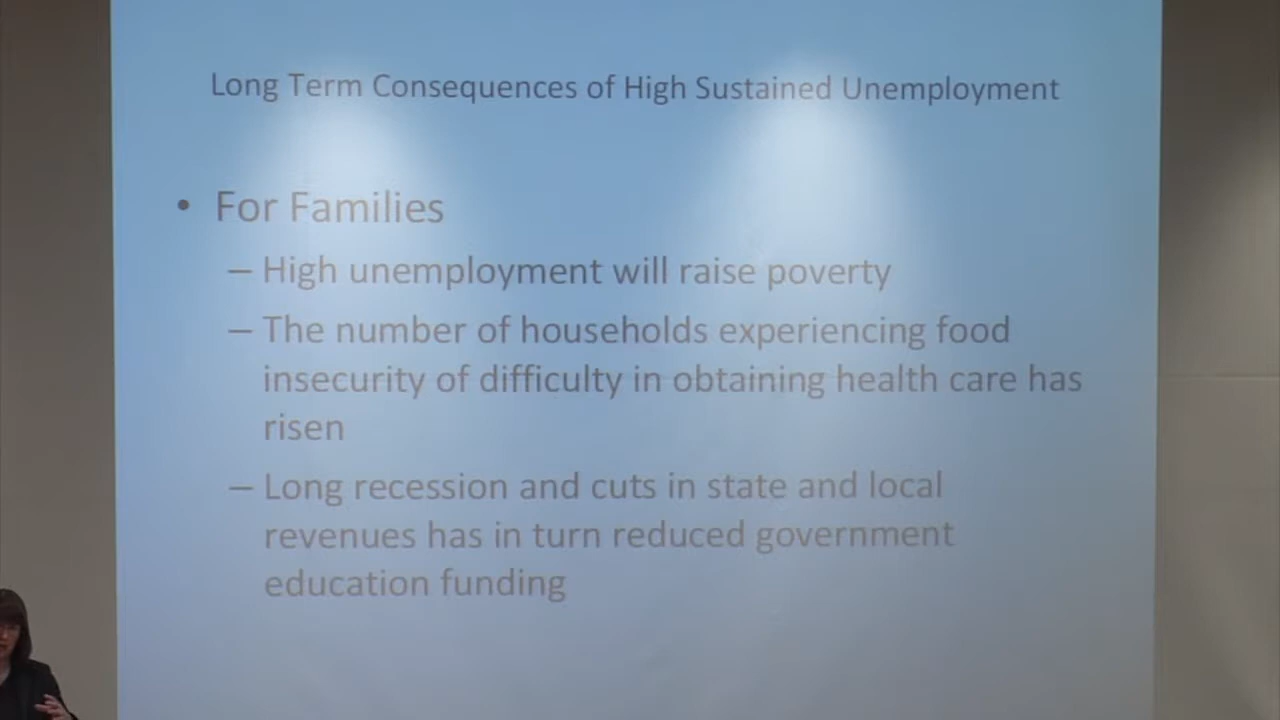 Long Term Consequences of High Sustained Unemployment
• For Families
– High unemployment will raise poverty
– The number of households experiencing food
insecurity of difficulty in obtaining health care has
risen
– Long recession and cuts in state and local
revenues has in turn reduced government
education funding